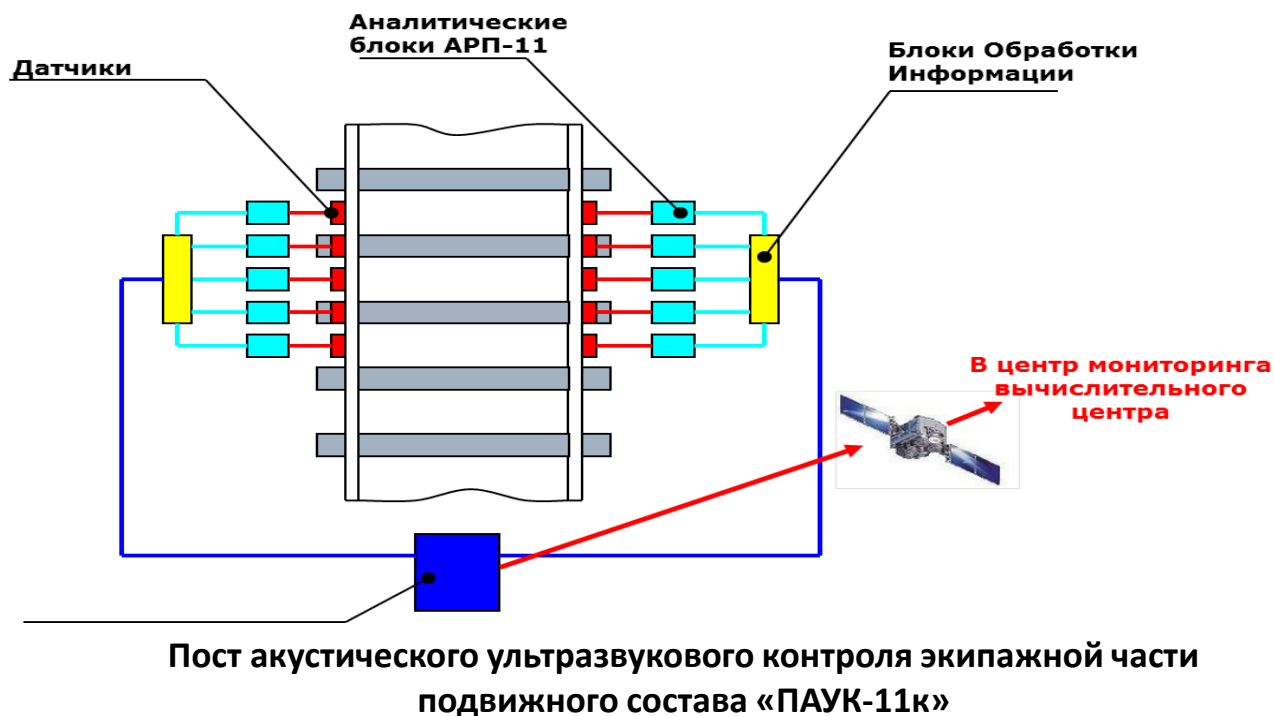 Аналитические
блоки АРП-11
Датчики
Блоки Обработки
Информации
В центр мониторинга
вычислительного
центра
Пост акустического ультразвукового контроля экипажной части
подвижного состава «ПАУК-11к»